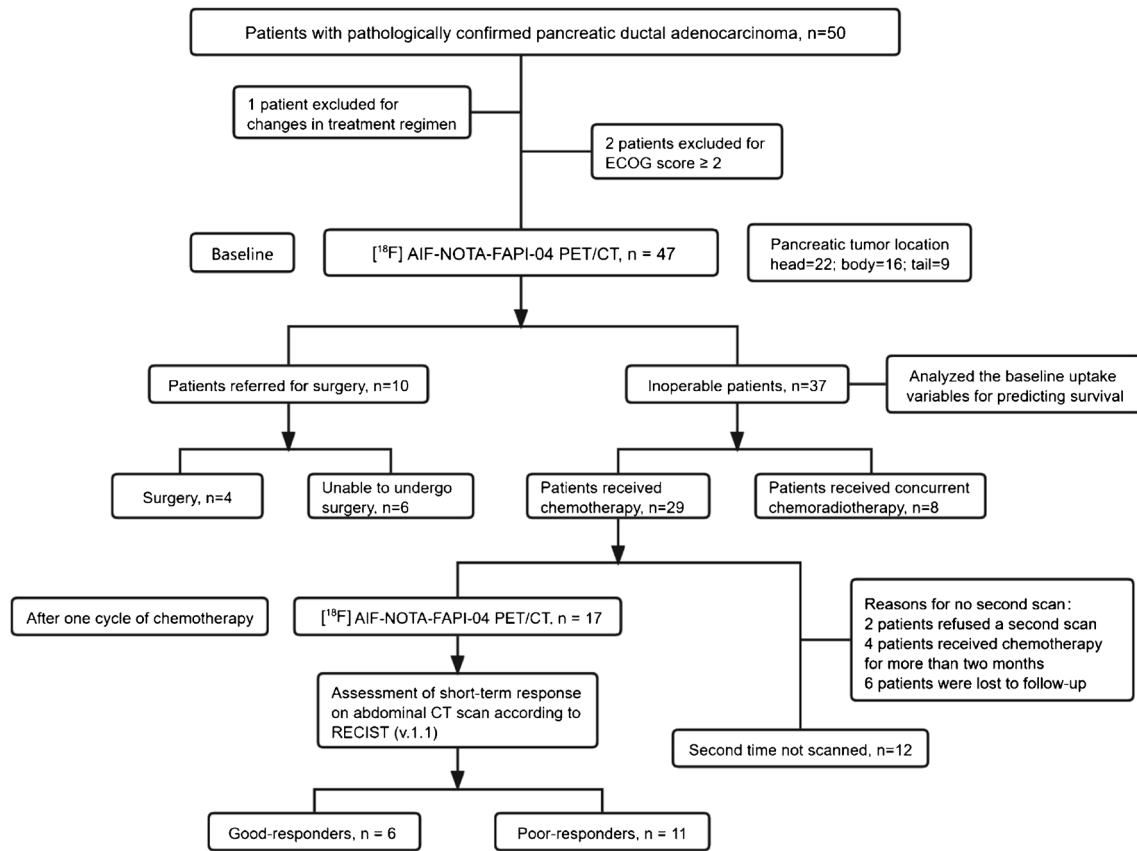 Patients with pathologically confirmed pancreatic ductal adenocarcinoma, n=50
1 patient excluded for
changes in treatment regimen
2 patients excluded for
ECOG score ≥ 2
Baseline
[¹⁸F] AIF-NOTA-FAPI-04 PET/CT, n = 47
Pancreatic tumor location
head=22; body=16; tail=9
Patients referred for surgery, n=10
Inoperable patients, n=37
Analyzed the baseline uptake
variables for predicting survival
Surgery, n=4
Unable to undergo
surgery, n=6
Patients received
chemotherapy, n=29
Patients received concurrent
chemoradiotherapy, n=8
After one cycle of chemotherapy
[¹⁸F] AIF-NOTA-FAPI-04 PET/CT, n = 17
Reasons for no second scan:
2 patients refused a second scan
4 patients received chemotherapy
for more than two months
6 patients were lost to follow-up
Assessment of short-term response
on abdominal CT scan according to
RECIST (v.1.1)
Second time not scanned, n=12
Good-responders, n = 6
Poor-responders, n = 11